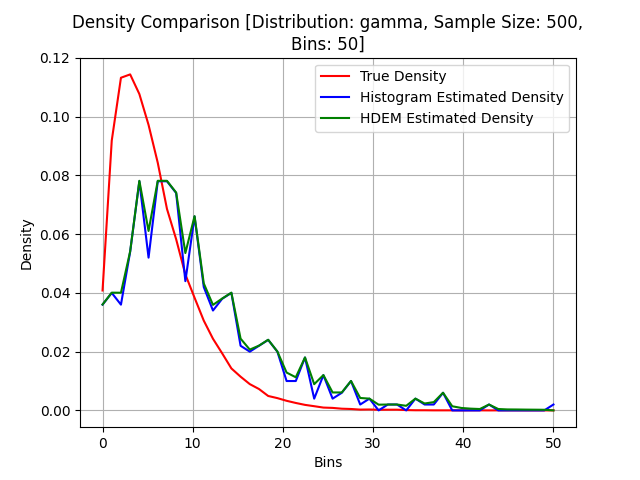 Density Comparison [Distribution: gamma, Sample Size: 500,
Bins: 50]
True Density
Histogram Estimated Density
HDEM Estimated Density
Density
0.12
0.10
0.08
0.06
0.04
0.02
0.00
0 10 20 30 40 50
Bins